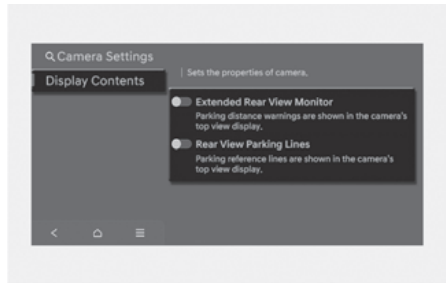 Camera Settings
Display Contents
Sets the properties of camera.
Extended Rear View Monitor
Parking distance warnings are shown in the camera's
top view display.
Rear View Parking Lines
Parking reference lines are shown in the camera's
top view display.